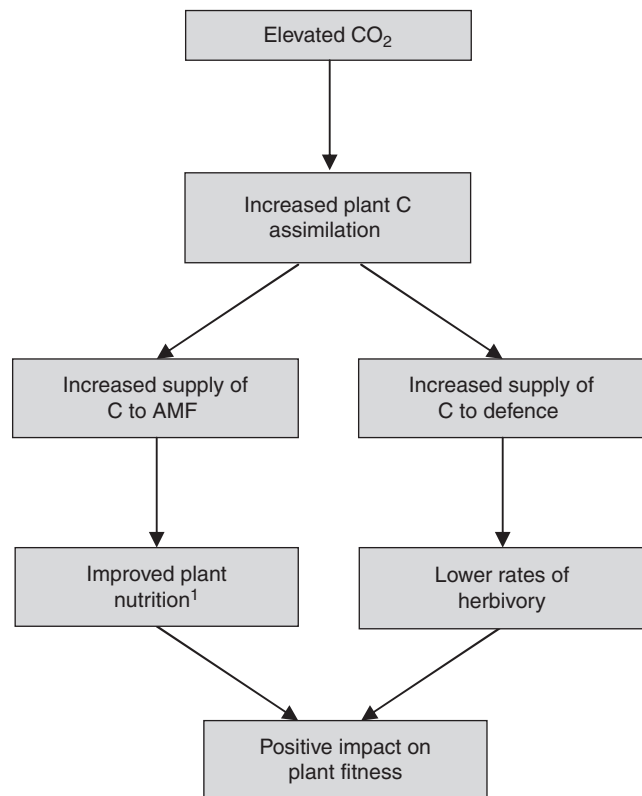 Elevated CO₂
Increased plant C
assimilation
Increased supply of
C to AMF
Increased supply of
C to defence
Improved plant
nutrition¹
Lower rates of
herbivory
Positive impact on
plant fitness